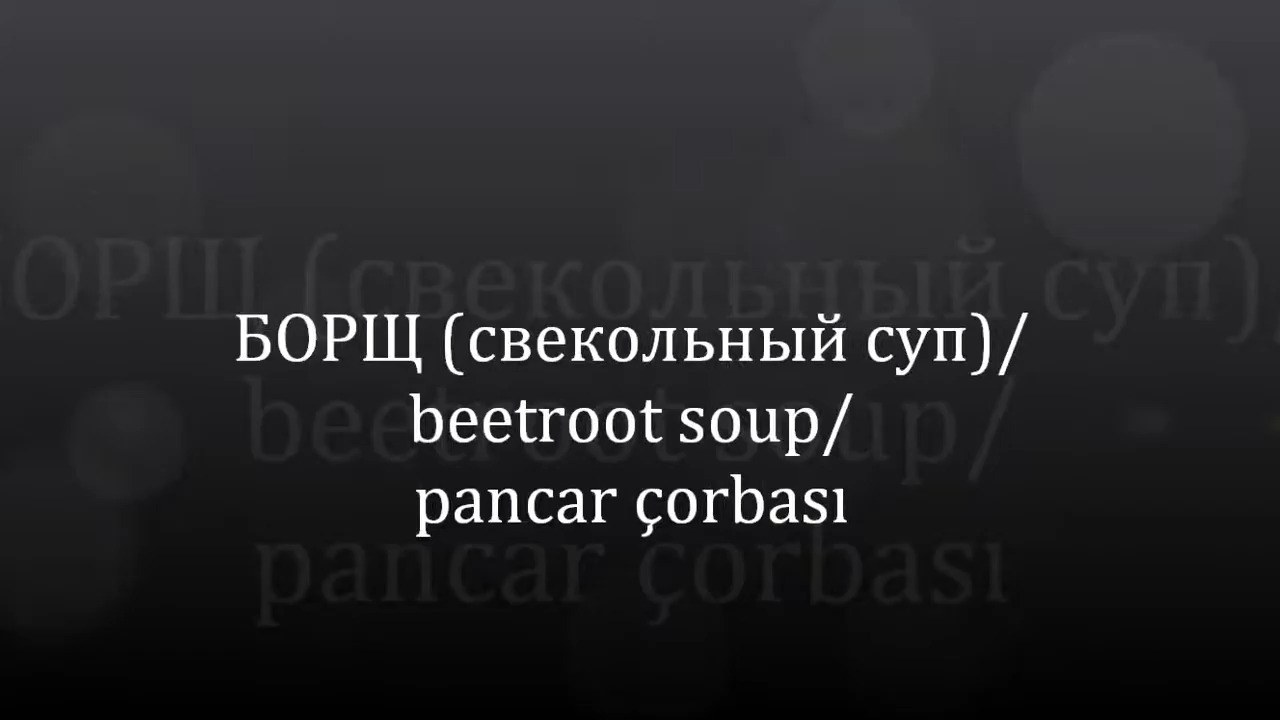 БОРЩ (свекольный суп)/
beetroot soup/
pancar çorbası